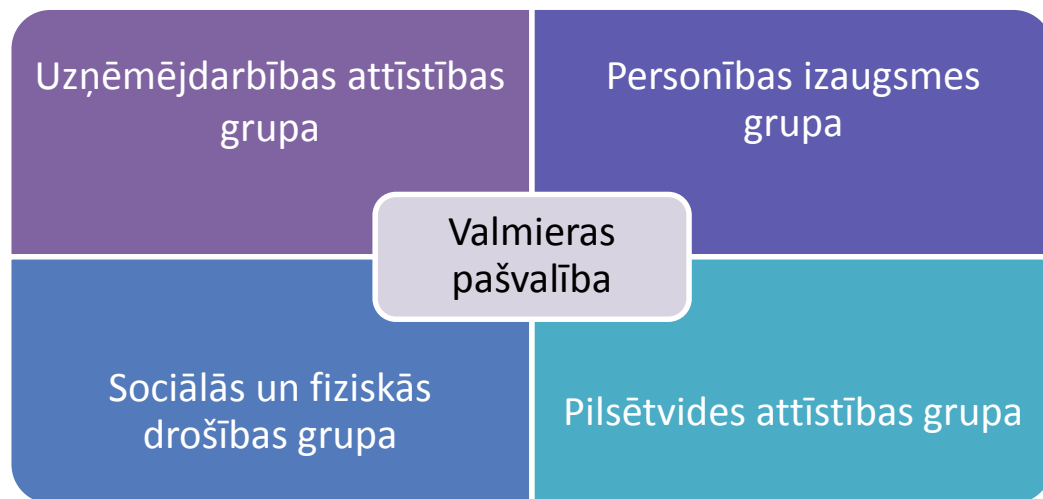 Uzņēmējdarbības attīstības
grupa
Personības izaugsmes
grupa
Valmieras
pašvalība
Sociālās un fiziskās
drošības grupa
Pilsētvides attīstības grupa